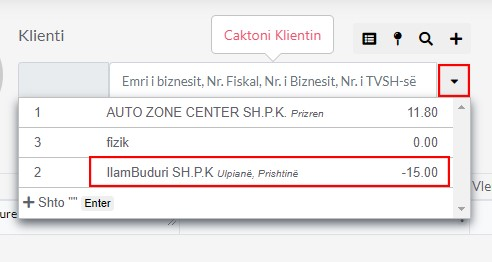 Caktoni Klientin
Klienti
Emri i biznesit, Nr. Fiskal, Nr. i Biznesit, Nr. i TVSH-së
1 AUTO ZONE CENTER SH.P.K. Prizren 11.80
3 fizik 0.00
2 IlamBuduri SH.P.K Ulpianë, Prishtinë -15.00
+ Shto "" Enter
ure
Vle